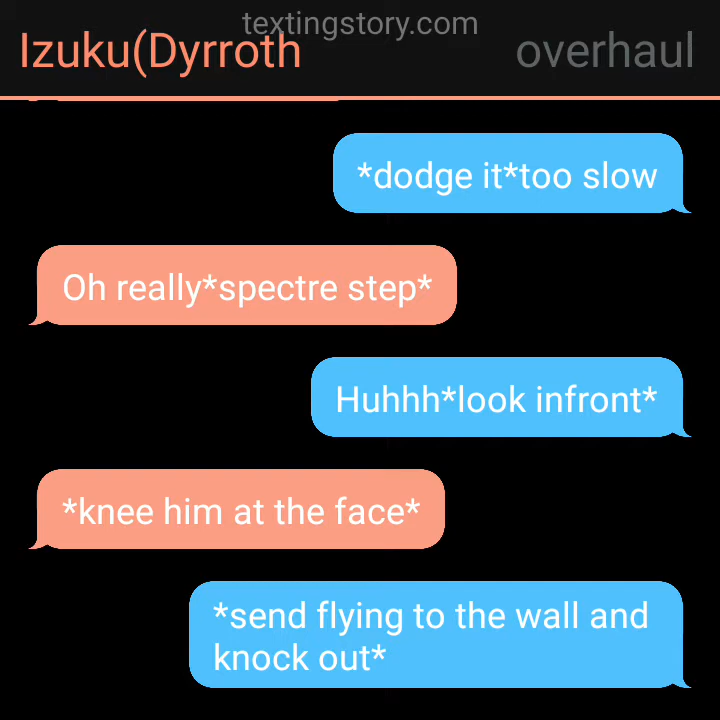 textingstory.com
Izuku(Dyrroth
overhaul
*dodge it*too slow
Oh really*spectre step*
Huhhh*look infront*
*knee him at the face*
*send flying to the wall and
knock out*